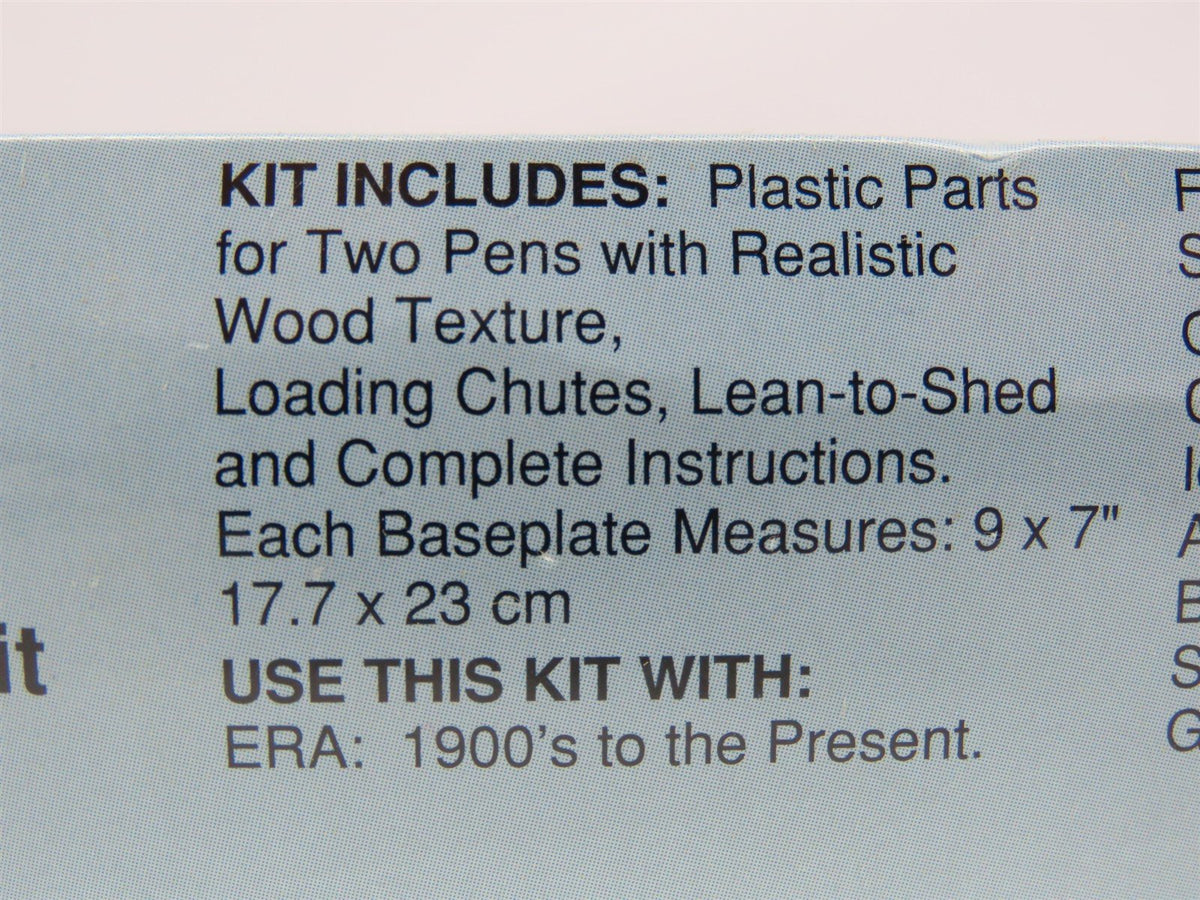 KIT INCLUDES: Plastic Parts
for Two Pens with Realistic
Wood Texture,
Loading Chutes, Lean-to-Shed
and Complete Instructions.
Each Baseplate Measures: 9 x 7"
17.7 x 23 cm
USE THIS KIT WITH:
ERA: 1900's to the Present.